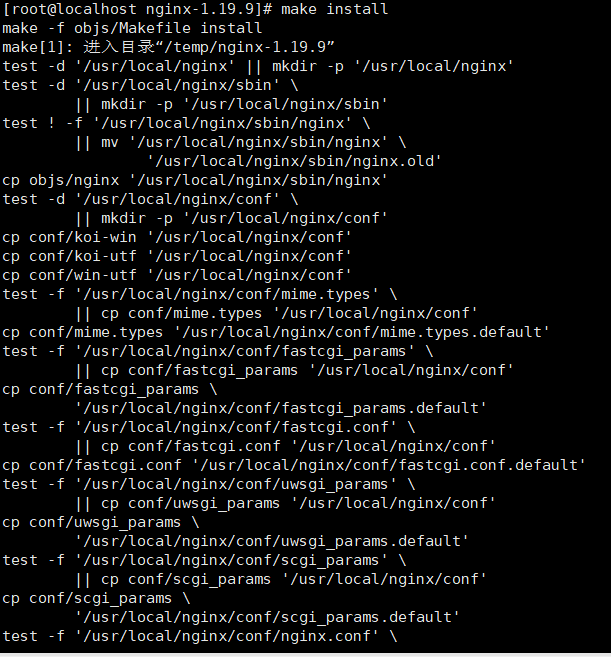 [root@localhost nginx-1.19.9]# make install
make -f objs/Makefile install
make[1]: 进入目录“/temp/nginx-1.19.9”
test -d '/usr/local/nginx' || mkdir -p '/usr/local/nginx'
test -d '/usr/local/nginx/sbin' \
        || mkdir -p '/usr/local/nginx/sbin'
test ! -f '/usr/local/nginx/sbin/nginx' \
        || mv '/usr/local/nginx/sbin/nginx' \
                '/usr/local/nginx/sbin/nginx.old'
cp objs/nginx '/usr/local/nginx/sbin/nginx'
test -d '/usr/local/nginx/conf' \
        || mkdir -p '/usr/local/nginx/conf'
cp conf/koi-win '/usr/local/nginx/conf'
cp conf/koi-utf '/usr/local/nginx/conf'
cp conf/win-utf '/usr/local/nginx/conf'
test -f '/usr/local/nginx/conf/mime.types' \
        || cp conf/mime.types '/usr/local/nginx/conf'
cp conf/mime.types '/usr/local/nginx/conf/mime.types.default'
test -f '/usr/local/nginx/conf/fastcgi_params' \
        || cp conf/fastcgi_params '/usr/local/nginx/conf'
cp conf/fastcgi_params \
        '/usr/local/nginx/conf/fastcgi_params.default'
test -f '/usr/local/nginx/conf/fastcgi.conf' \
        || cp conf/fastcgi.conf '/usr/local/nginx/conf'
cp conf/fastcgi.conf '/usr/local/nginx/conf/fastcgi.conf.default'
test -f '/usr/local/nginx/conf/uwsgi_params' \
        || cp conf/uwsgi_params '/usr/local/nginx/conf'
cp conf/uwsgi_params \
        '/usr/local/nginx/conf/uwsgi_params.default'
test -f '/usr/local/nginx/conf/scgi_params' \
        || cp conf/scgi_params '/usr/local/nginx/conf'
cp conf/scgi_params \
        '/usr/local/nginx/conf/scgi_params.default'
test -f '/usr/local/nginx/conf/nginx.conf' \